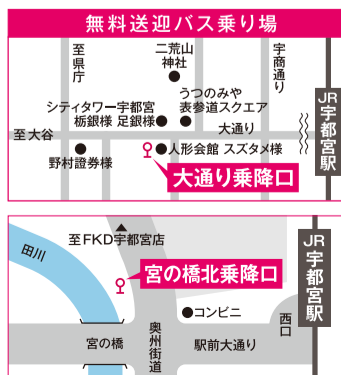 無料送迎バス乗り場
至県庁
二荒山
神社
宇商通り
うつのみや
表参道スクエア
シティタワー宇都宮
栃銀様 足銀様
大通り
至大谷
人形会館 スズタメ様
野村證券様
JR宇都宮駅
大通り乗降口
至FKD宇都宮店
田川
宮の橋北乗降口
JR宇都宮駅
コンビニ
西口
宮の橋
奥州街道
駅前大通り